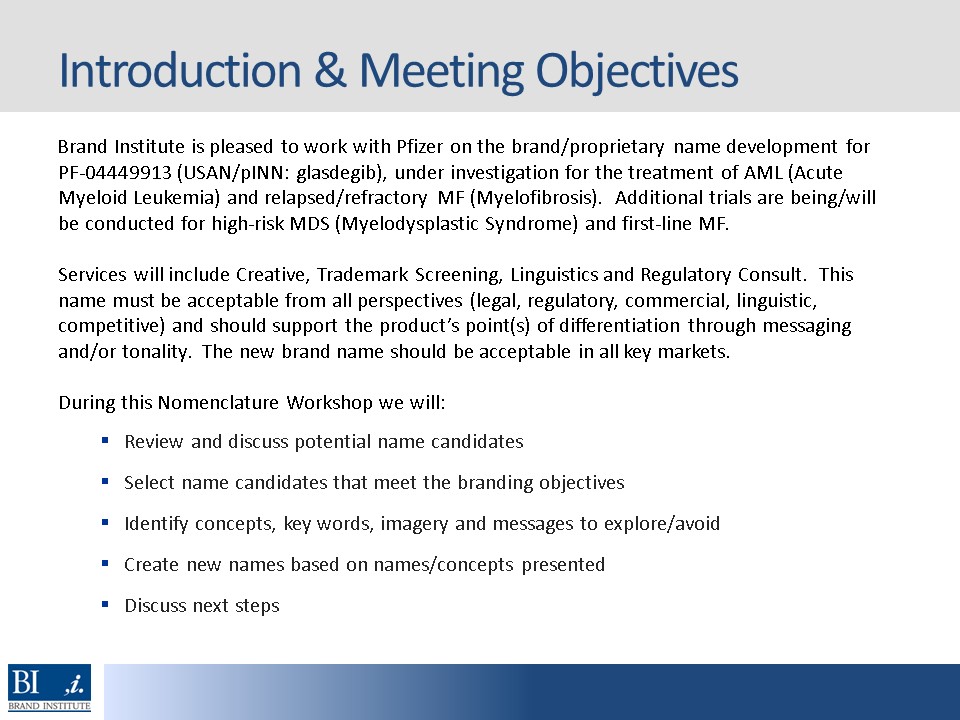 Introduction & Meeting Objectives
Brand Institute is pleased to work with Pfizer on the brand/proprietary name development for
PF-04449913 (USAN/pINN: glasdegib), under investigation for the treatment of AML (Acute
Myeloid Leukemia) and relapsed/refractory MF (Myelofibrosis). Additional trials are being/will
be conducted for high-risk MDS (Myelodysplastic Syndrome) and first-line MF.
Services will include Creative, Trademark Screening, Linguistics and Regulatory Consult. This
name must be acceptable from all perspectives (legal, regulatory, commercial, linguistic,
competitive) and should support the product's point(s) of differentiation through messaging
and/or tonality. The new brand name should be acceptable in all key markets.
During this Nomenclature Workshop we will:
▪ Review and discuss potential name candidates
▪ Select name candidates that meet the branding objectives
▪ Identify concepts, key words, imagery and messages to explore/avoid
▪ Create new names based on names/concepts presented
▪ Discuss next steps
BI ,i.
BRAND INSTITUTE